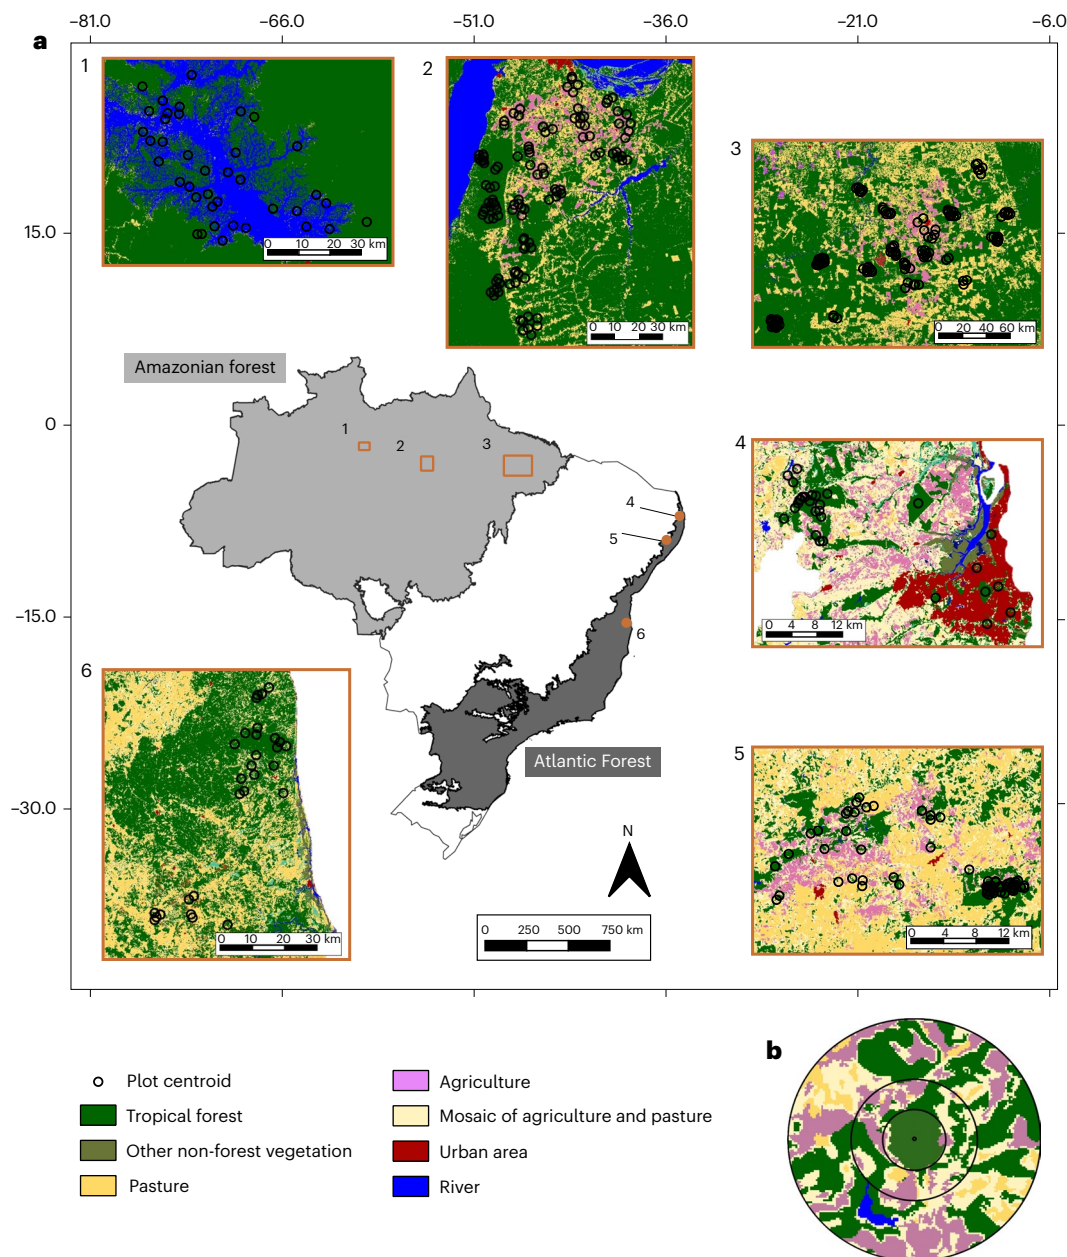 -81.0 -66.0 -51.0 -36.0 -21.0 -6.0
a
1
0 10 20 30 km
2
0 10 20 30 km
3
0 20 40 60 km
15.0
Amazonian forest
0
1
2
3
4
5
6
4
0 4 8 12 km
-15.0
6
0 10 20 30 km
Atlantic Forest
5
0 4 8 12 km
-30.0
N
0 250 500 750 km
b
Plot centroid
Tropical forest
Other non-forest vegetation
Pasture
Agriculture
Mosaic of agriculture and pasture
Urban area
River